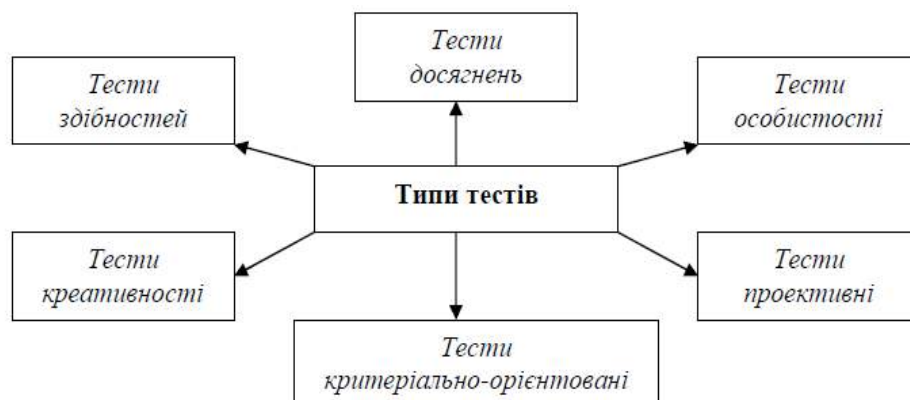 Тести
досягнень
Тести
здібностей
Тести
особистості
Типи тестів
Тести
креативності
Тести
проективні
Тести
критеріально-орієнтовані